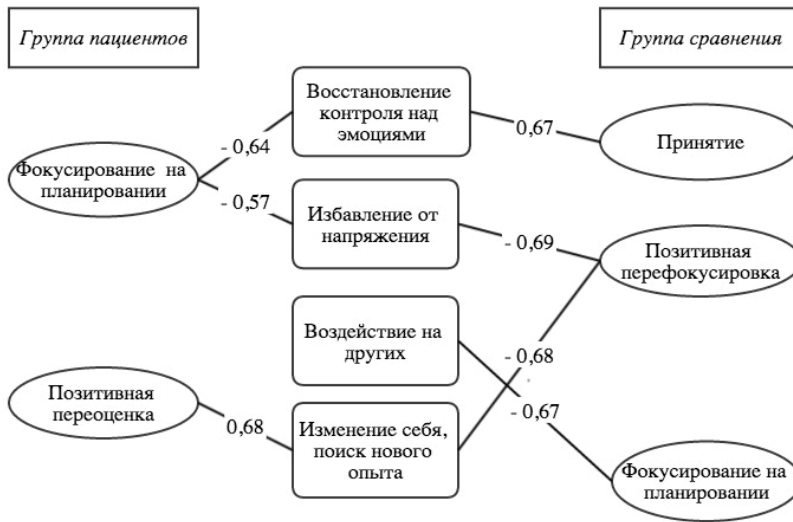 Группа пациентов
Группа сравнения
Восстановление
контроля над
эмоциями
- 0,64
0,67
Принятие
Фокусирование на
планировании
- 0,57
Избавление от
напряжения
- 0,69
Позитивная
перефокусировка
Воздействие на
других
- 0,68
Позитивная
переоценка
- 0,67
0,68
Изменение себя,
поиск нового
опыта
Фокусирование на
планировании